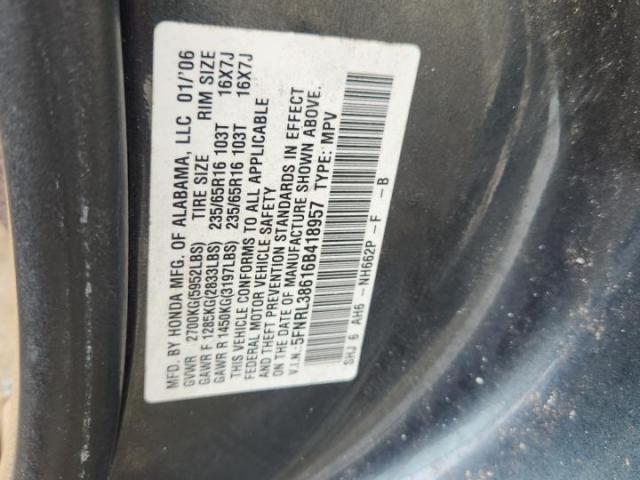 MFD. BY HONDA MFG. OF ALABAMA, LLC 01/'06
GVWR 2700KG(5952LBS) TIRE SIZE RIM SIZE
GAWR F 1285KG(2833LBS) 235/65R16 103T 16X7J
GAWR R 1450KG(3197LBS) 235/65R16 103T 16X7J
THIS VEHICLE CONFORMS TO ALL APPLICABLE
FEDERAL MOTOR VEHICLE SAFETY
AND THEFT PREVENTION STANDARDS IN EFFECT
ON THE DATE OF MANUFACTURE SHOWN ABOVE.
V.I.N.:5FNRL38616B418957 TYPE: MPV
SHJ 6 AH6 - NH662P - F - B